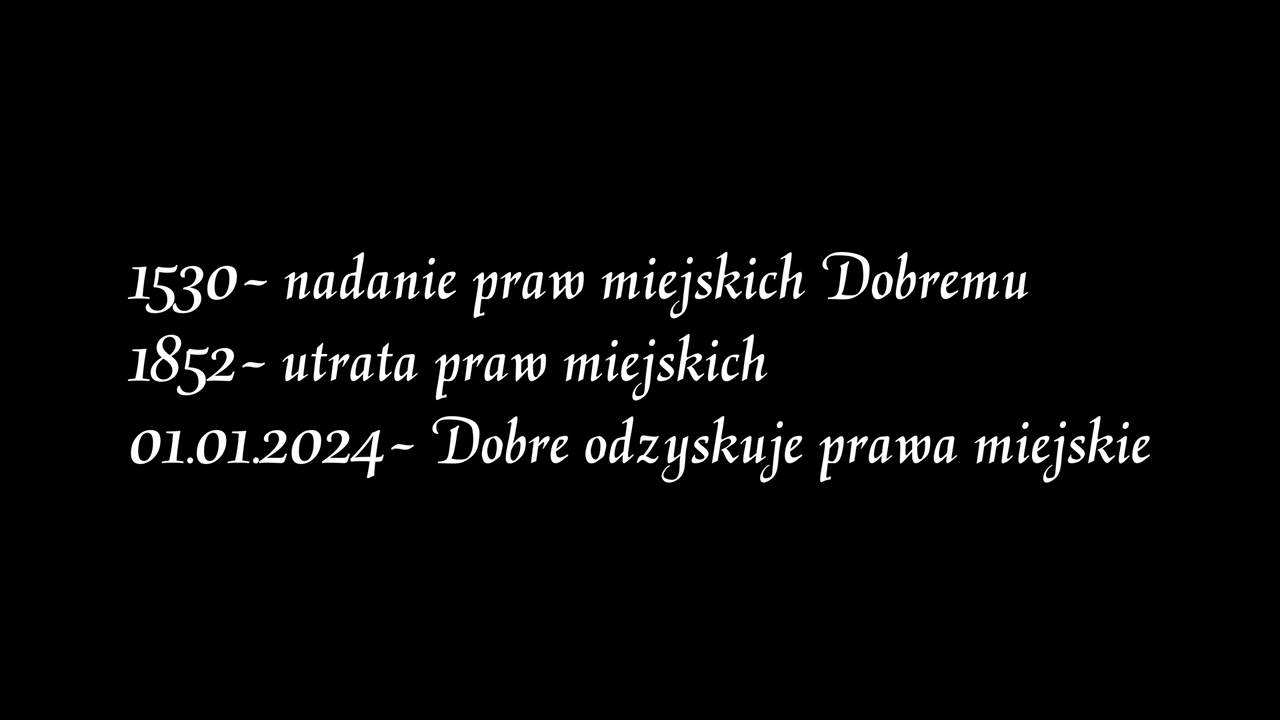 1530- nadanie praw miejskich Dobremu
1852- utrata praw miejskich
01.01.2024- Dobre odzyskuje prawa miejskie